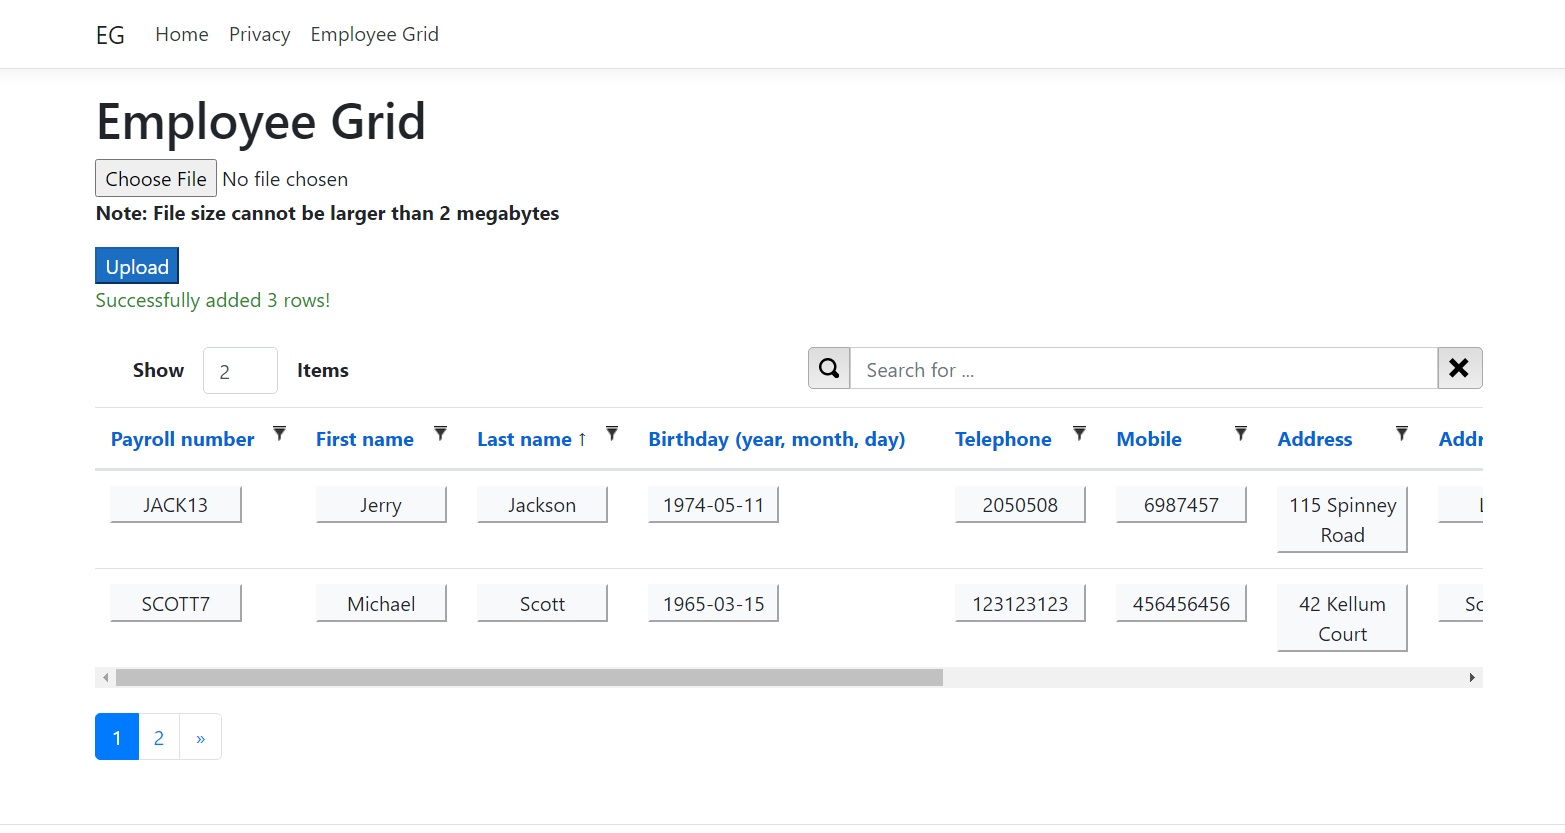 EG Home Privacy Employee Grid
Employee Grid
Choose File No file chosen
Note: File size cannot be larger than 2 megabytes
Upload
Successfully added 3 rows!
Show 2 Items Search for ...
Payroll number First name Last name ↑ Birthday (year, month, day) Telephone Mobile Address Addr
JACK13 Jerry Jackson 1974-05-11 2050508 6987457 115 Spinney
Road
SCOTT7 Michael Scott 1965-03-15 123123123 456456456 42 Kellum
Court
1 2 »